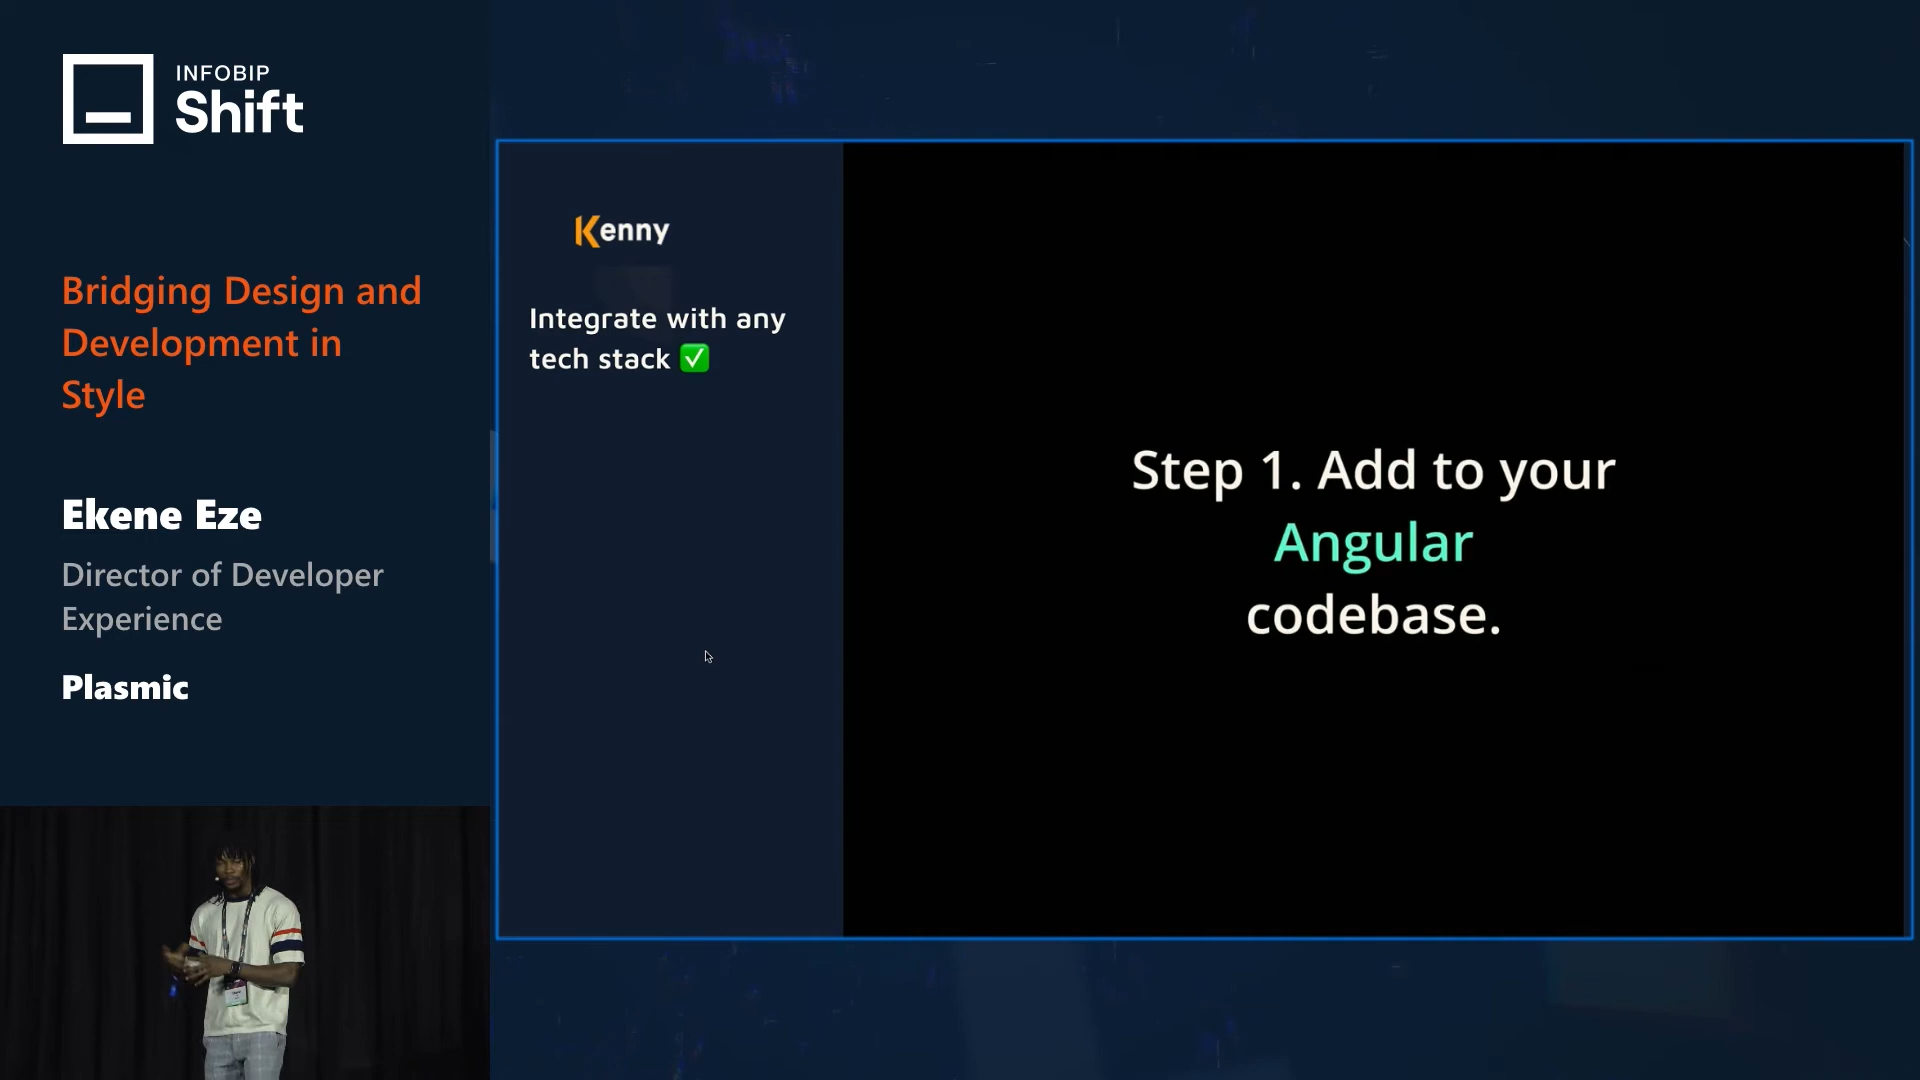 INFOBIP
Shift
Bridging Design and
Development in
Style
Ekene Eze
Director of Developer
Experience
Plasmic
Kenny
Integrate with any
tech stack ✅
Step 1. Add to your
Angular
codebase.